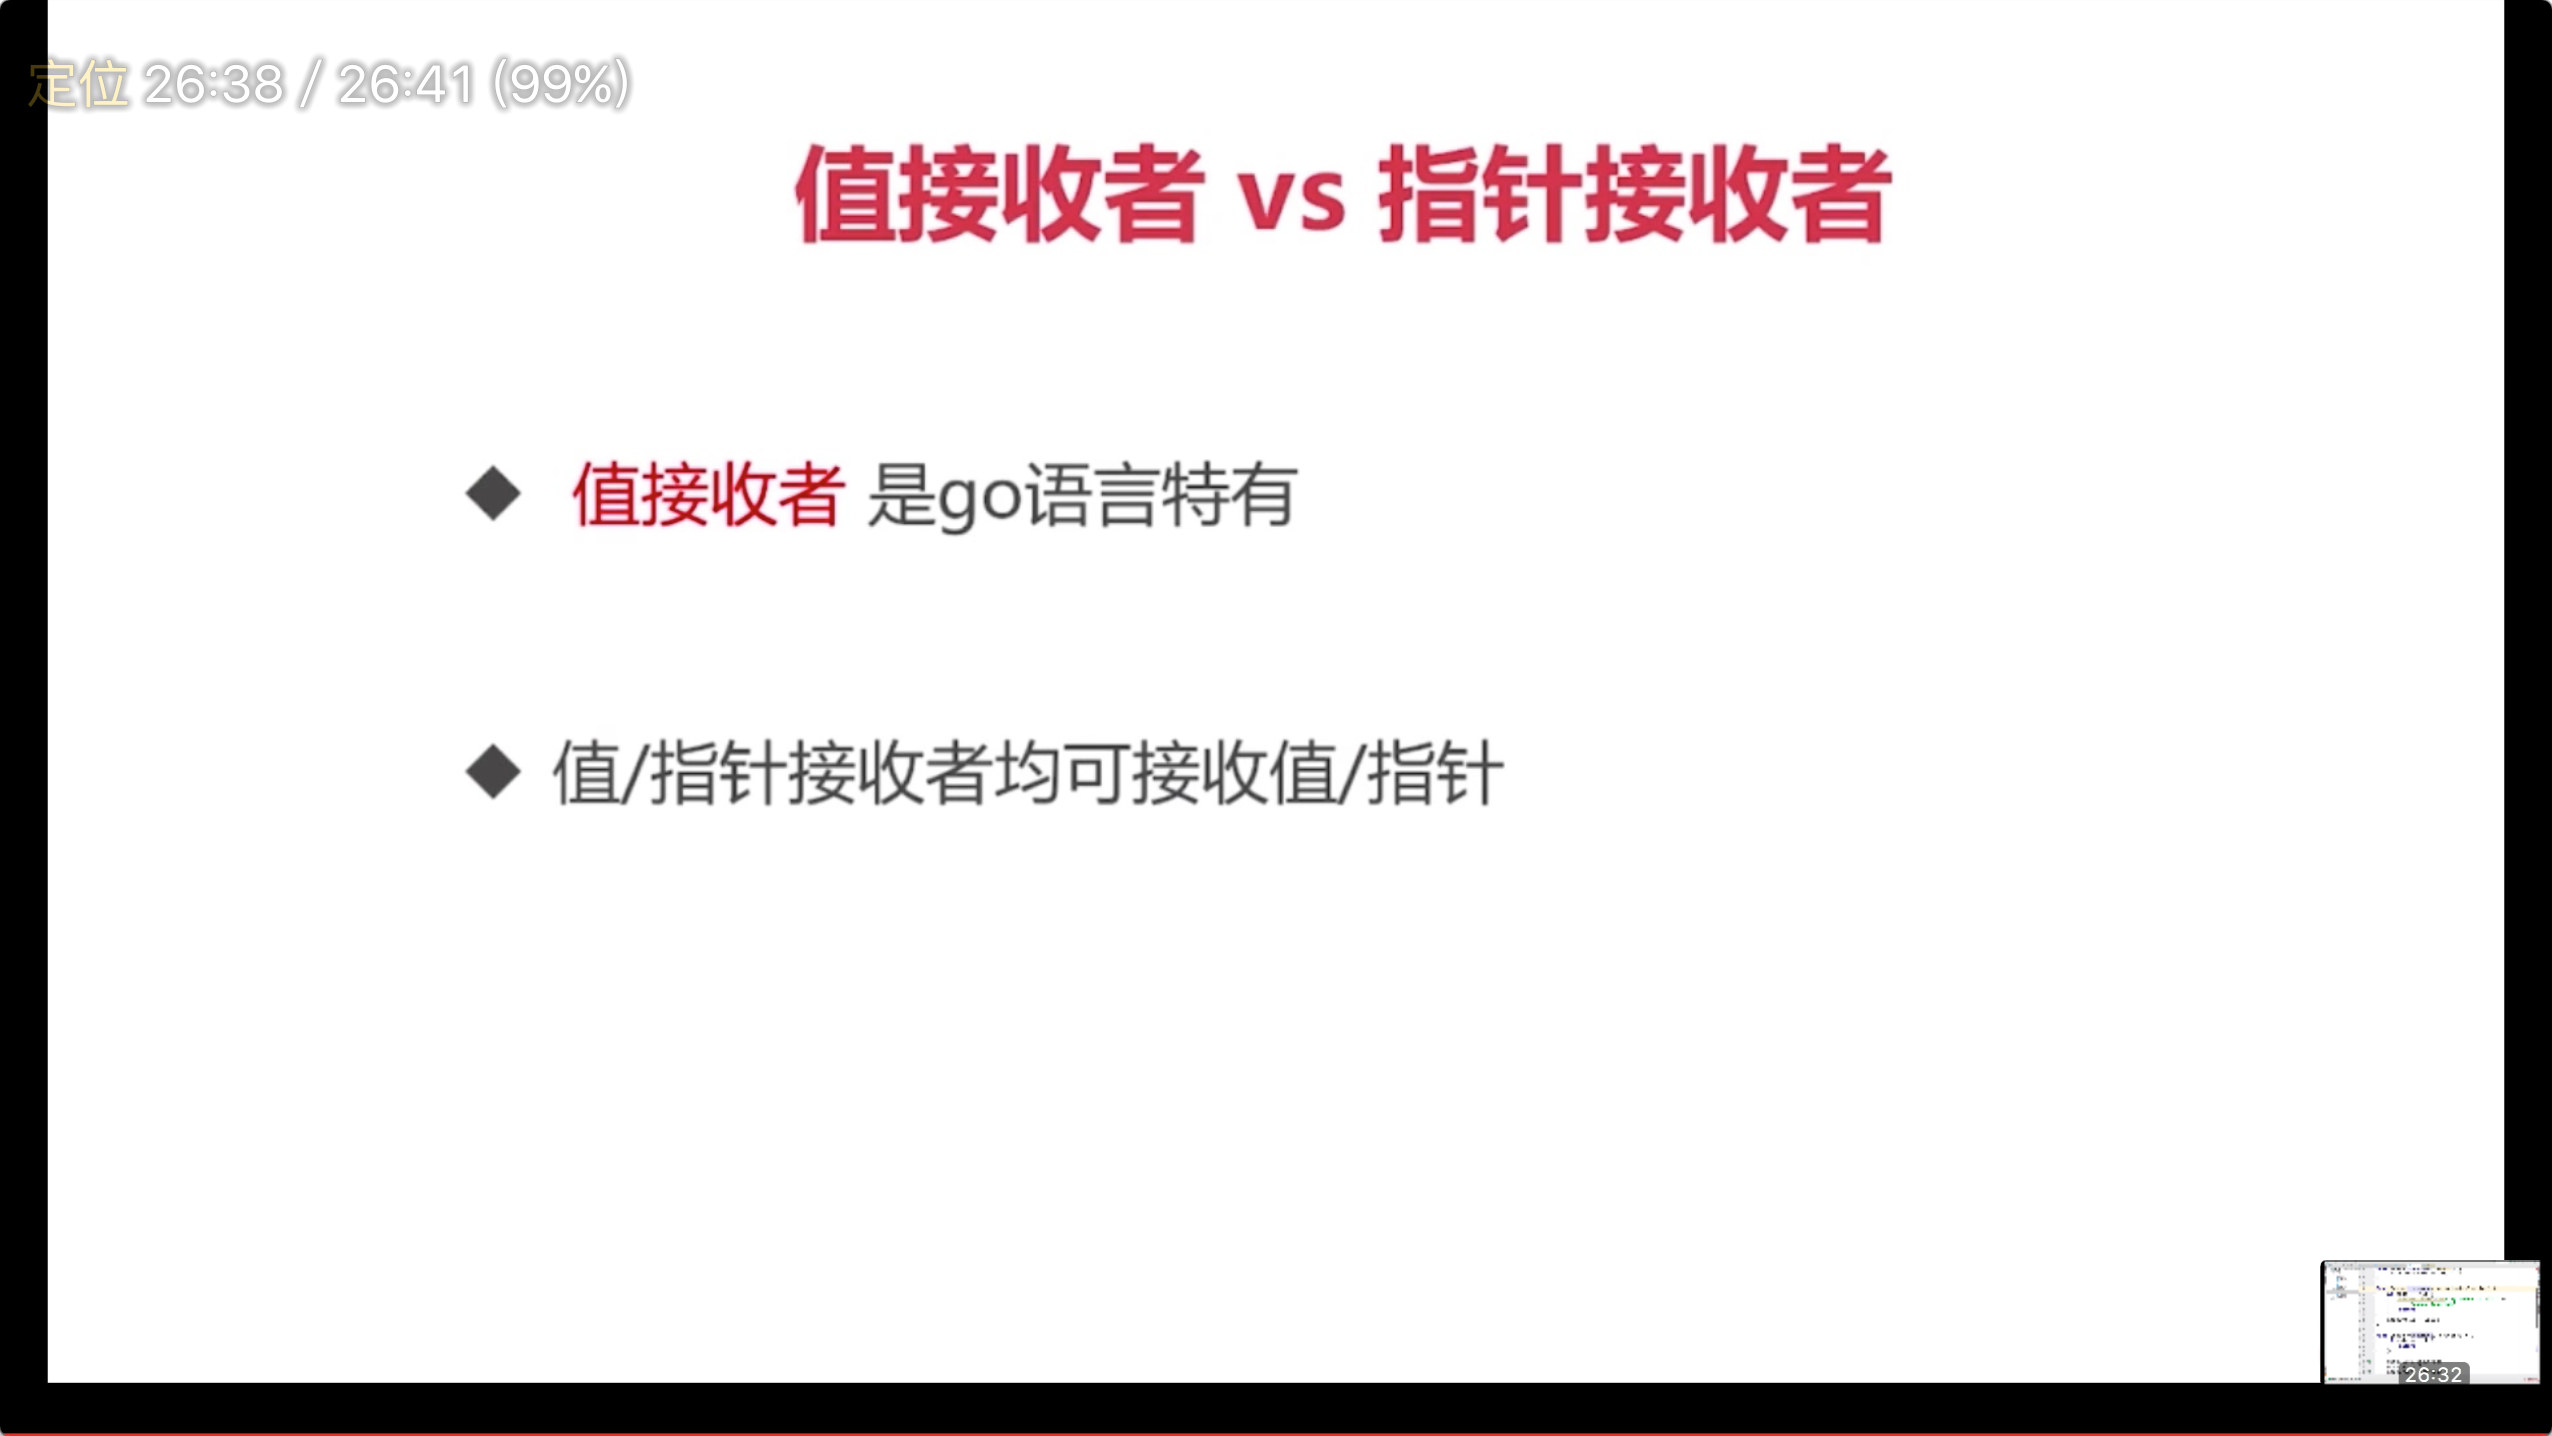 定位 26:38 / 26:41 (99%)
值接收者 vs 指针接收者
值接收者 是go语言特有
值/指针接收者均可接收值/指针
26:32